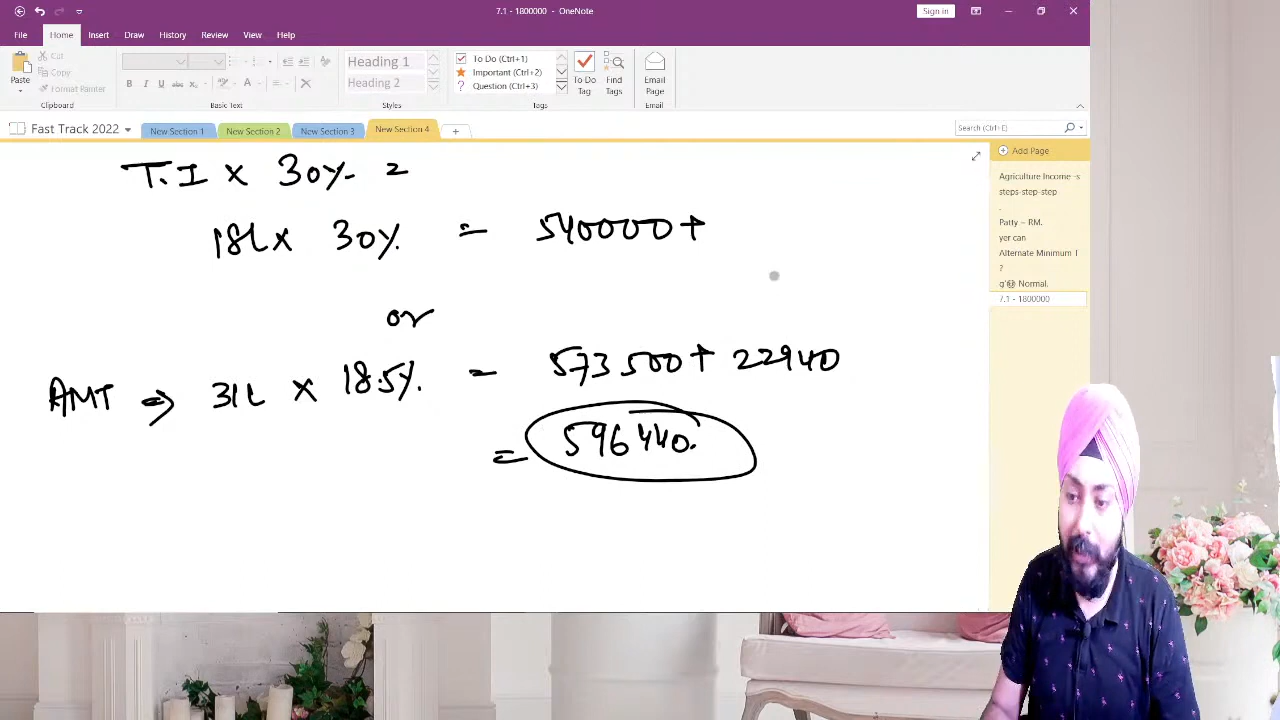 7.1 - 1800000 - OneNote
Sign in
File Home Insert Draw History Review View Help
Paste
Cut
Copy
Format Painter
Clipboard
B I U abc
Basic Text
Heading 1
Heading 2
Styles
To Do (Ctrl+1)
Important (Ctrl+2)
? Question (Ctrl+3)
Tags
To Do Tag
Find Tags
Email Page
Email
Fast Track 2022
New Section 1
New Section 2
New Section 3
New Section 4
+
Search (Ctrl+E)
Add Page
Agriculture Income -s
steps-step-step
.
Patty – RM.
yer can
Alternate Minimum T
?
g'@ Normal.
7.1 - 1800000
T.I x 30% =
18L x 30% = 540000 +
or
AMT ⇒ 31L x 18.5% = 573500 + 22940
= 596440.